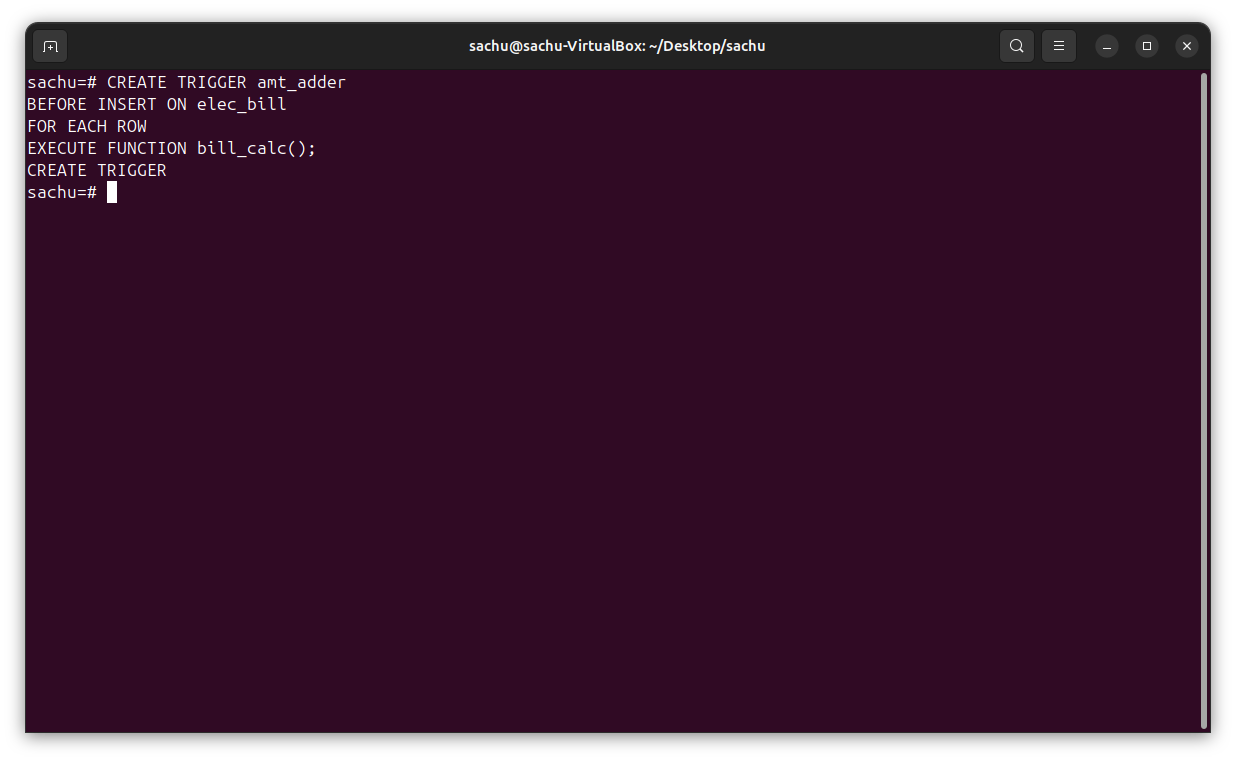 sachu@sachu-VirtualBox: ~/Desktop/sachu
sachu=# CREATE TRIGGER amt_adder
BEFORE INSERT ON elec_bill
FOR EACH ROW
EXECUTE FUNCTION bill_calc();
CREATE TRIGGER
sachu=#